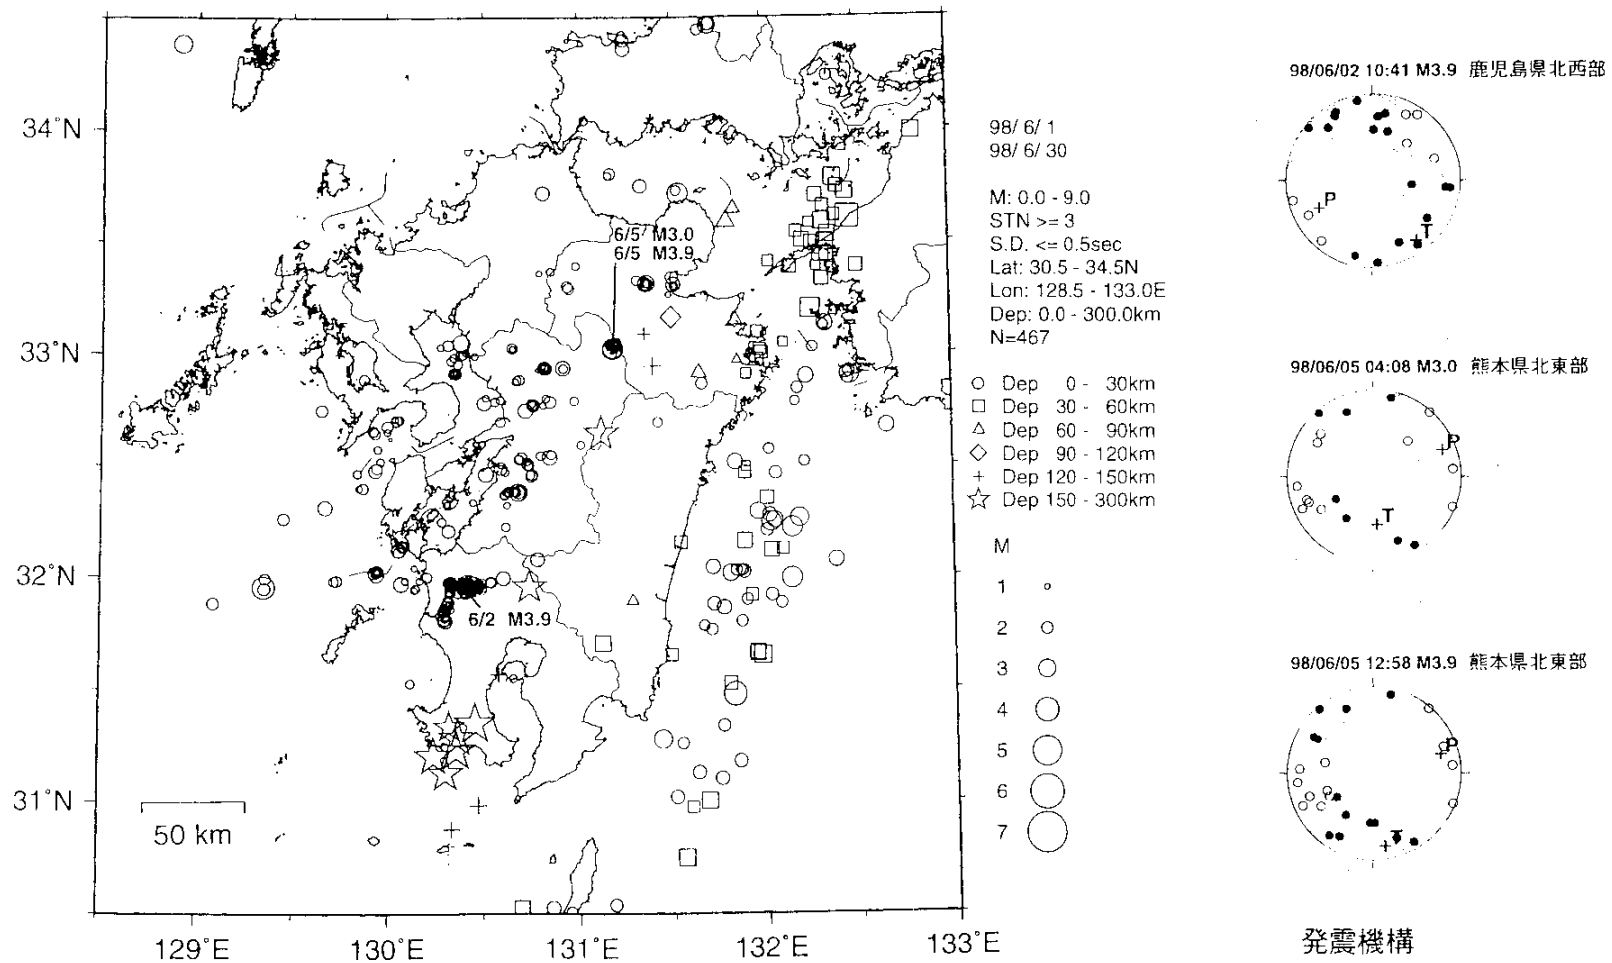 34°N
33°N
32°N
31°N
129°E
130°E
131°E
132°E
133°E
50 km
6/5 M3.0
6/5 M3.9
6/2 M3.9
98/ 6/ 1
98/ 6/ 30
M: 0.0 - 9.0
STN >= 3
S.D. <= 0.5sec
Lat: 30.5 - 34.5N
Lon: 128.5 - 133.0E
Dep: 0.0 - 300.0km
N=467
Dep 0 - 30km
Dep 30 - 60km
Dep 60 - 90km
Dep 90 - 120km
Dep 120 - 150km
Dep 150 - 300km
M
1
2
3
4
5
6
7
98/06/02 10:41 M3.9 鹿児島県北西部
P
T
98/06/05 04:08 M3.0 熊本県北東部
P
T
98/06/05 12:58 M3.9 熊本県北東部
P
T
発震機構